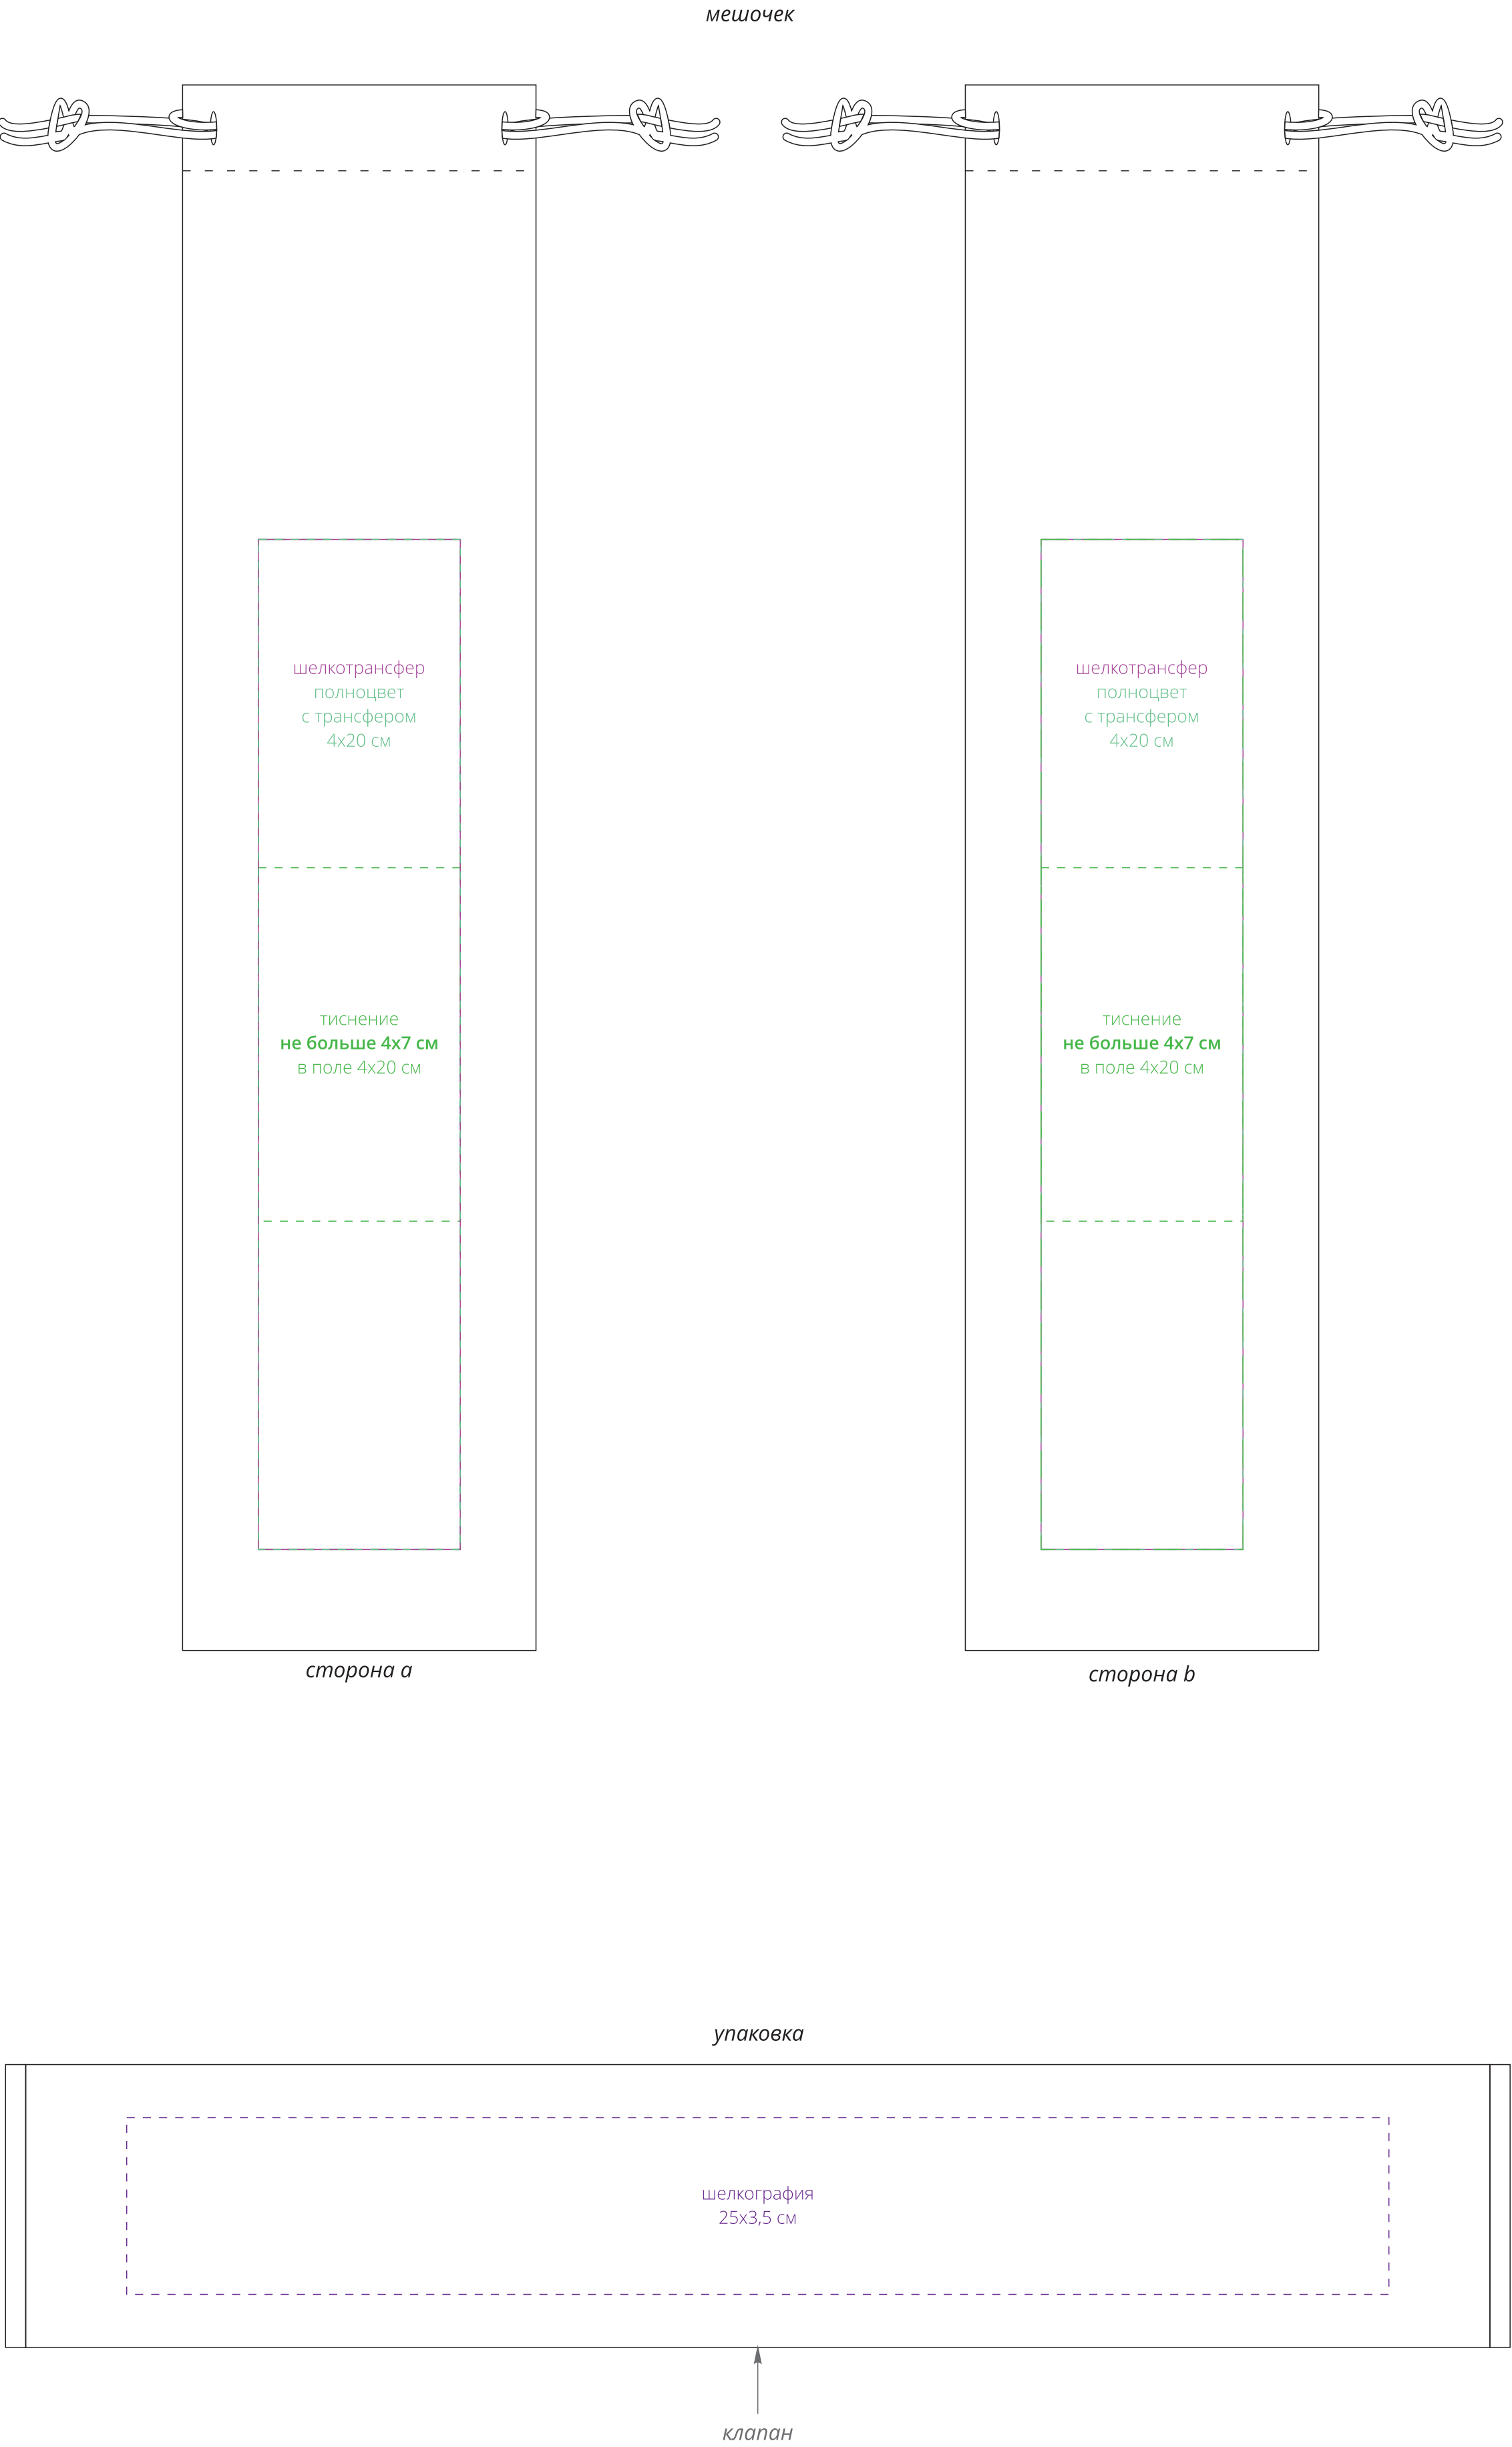 мешочек
шелкотрансфер
полноцвет
с трансфером
4х20 см
тиснение
не больше 4х7 см
в поле 4х20 см
сторона a
шелкотрансфер
полноцвет
с трансфером
4х20 см
тиснение
не больше 4х7 см
в поле 4х20 см
сторона b
упаковка
шелкография
25х3,5 см
клапан